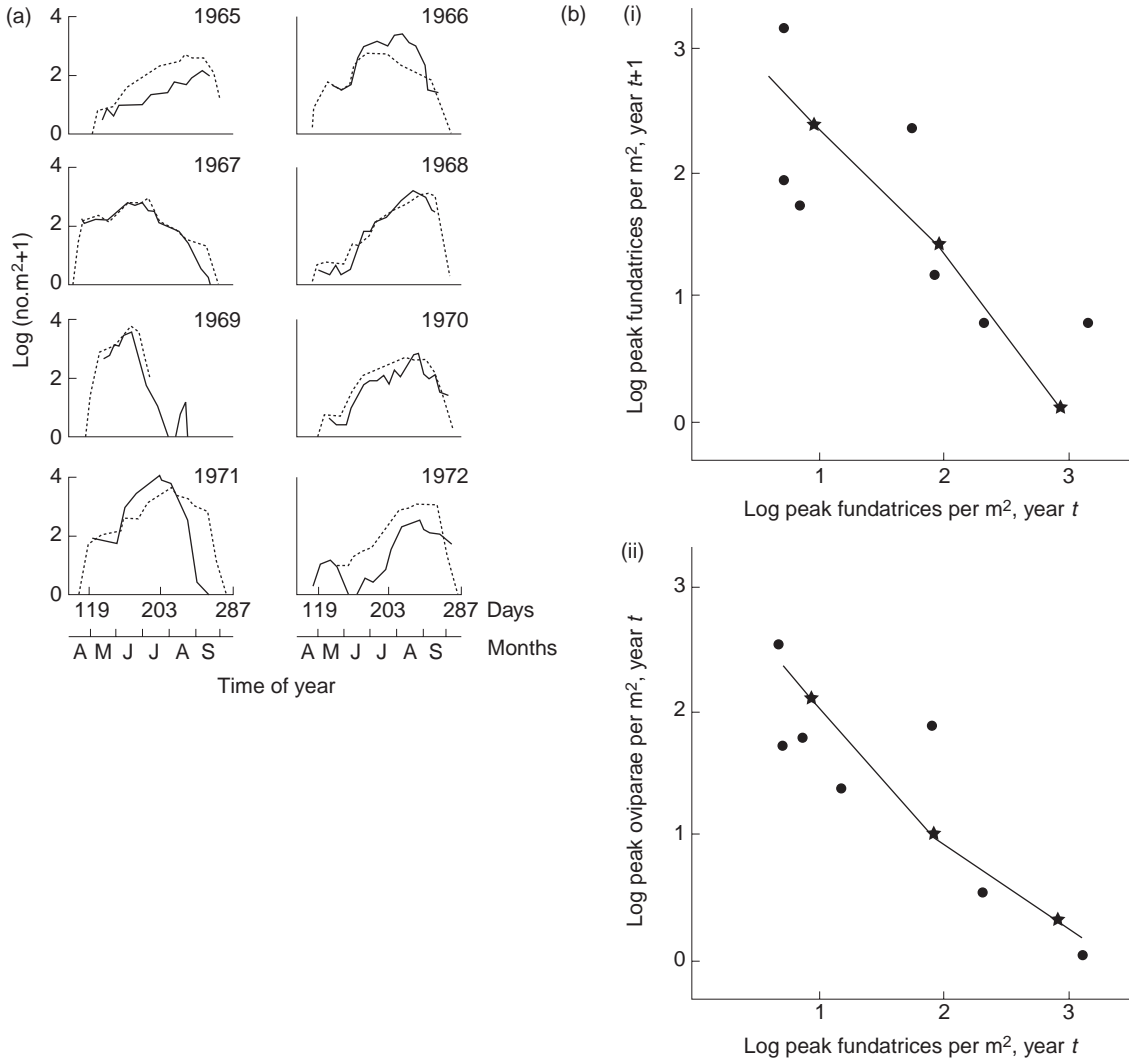 (a)
Log (no.m²+1)
1965
4
2
0
1966
1967
4
2
0
1968
1969
4
2
0
1970
1971
4
2
0
119 203 287
1972
119 203 287
Days
A M J J A S
A M J J A S
Months
Time of year
(b)
(i)
Log peak fundatrices per m², year t+1
3
2
1
0
1 2 3
Log peak fundatrices per m², year t
(ii)
Log peak oviparae per m², year t
3
2
1
0
1 2 3
Log peak fundatrices per m², year t